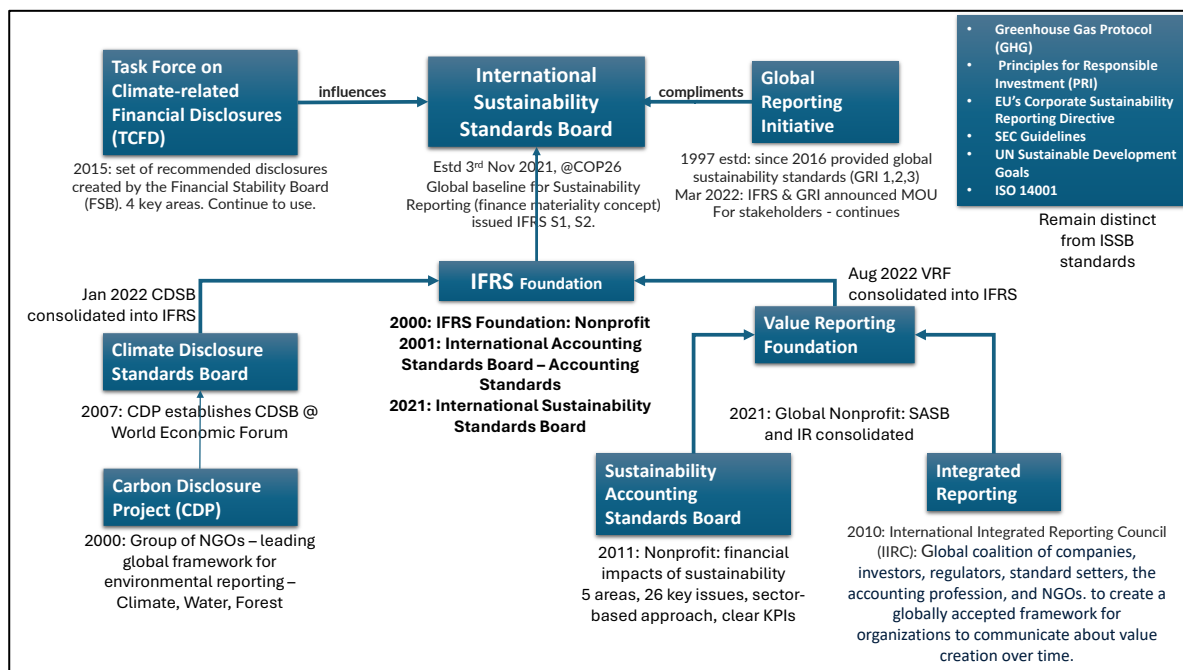 Task Force on
Climate-related
Financial Disclosures
(TCFD)
influences
International
Sustainability
Standards Board
compliments
Global
Reporting
Initiative
• Greenhouse Gas Protocol
(GHG)
• Principles for Responsible
Investment (PRI)
• EU's Corporate Sustainability
Reporting Directive
• SEC Guidelines
• UN Sustainable Development
Goals
• ISO 14001
Remain distinct
from ISSB
standards
2015: set of recommended disclosures
created by the Financial Stability Board
(FSB). 4 key areas. Continue to use.
Estd 3rd Nov 2021, @COP26
Global baseline for Sustainability
Reporting (finance materiality concept)
issued IFRS S1, S2.
1997 estd: since 2016 provided global
sustainability standards (GRI 1,2,3)
Mar 2022: IFRS & GRI announced MOU
For stakeholders - continues
Jan 2022 CDSB
consolidated into IFRS
IFRS Foundation
Aug 2022 VRF
consolidated into IFRS
2000: IFRS Foundation: Nonprofit
2001: International Accounting
Standards Board – Accounting
Standards
2021: International Sustainability
Standards Board
Climate Disclosure
Standards Board
Value Reporting
Foundation
2007: CDP establishes CDSB @
World Economic Forum
2021: Global Nonprofit: SASB
and IR consolidated
Carbon Disclosure
Project (CDP)
2000: Group of NGOs – leading
global framework for
environmental reporting –
Climate, Water, Forest
Sustainability
Accounting
Standards Board
2011: Nonprofit: financial
impacts of sustainability
5 areas, 26 key issues, sector-
based approach, clear KPIs
Integrated
Reporting
2010: International Integrated Reporting Council
(IIRC): Global coalition of companies,
investors, regulators, standard setters, the
accounting profession, and NGOs. to create a
globally accepted framework for
organizations to communicate about value
creation over time.